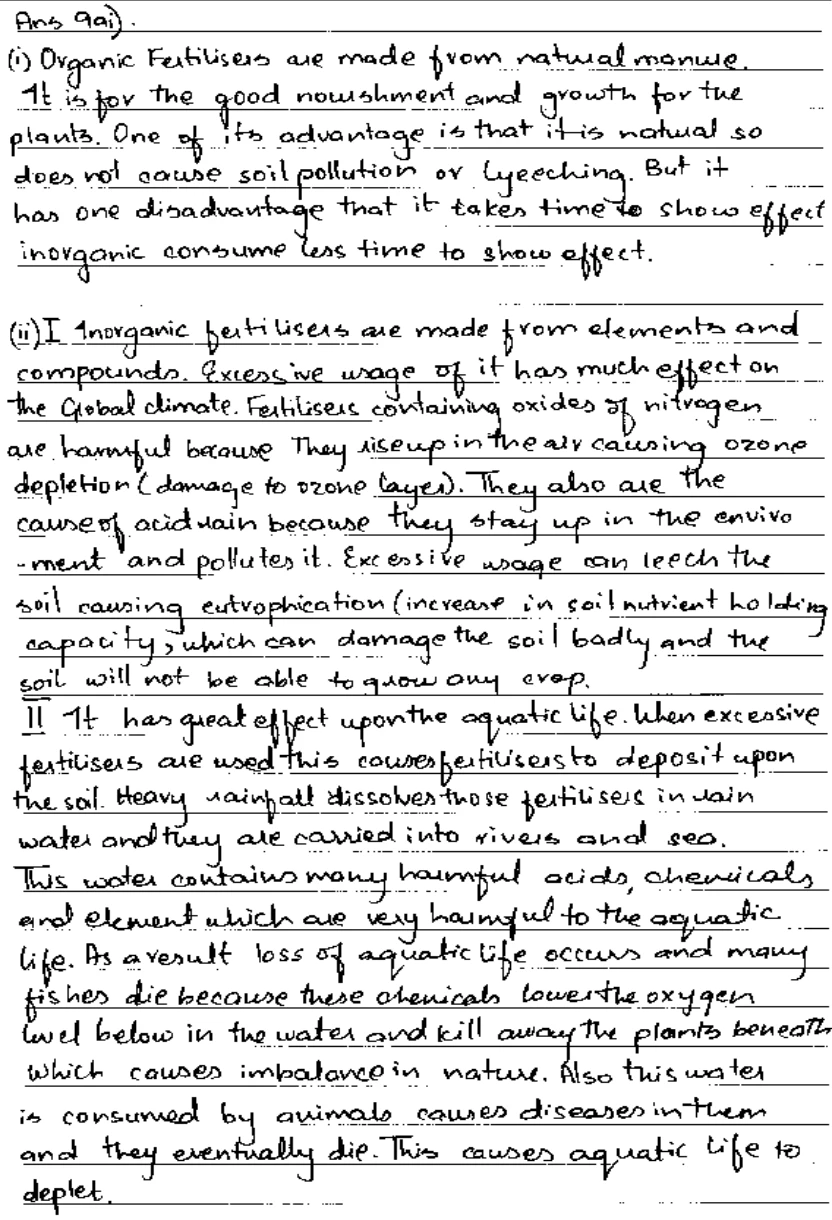 Ans 9ai).
(i) Organic Fertilisers are made from natural manure.
It is for the good nourishment and growth for the
plants. One of its advantage is that it is natural so
does not cause soil pollution or lyeeching. But it
has one disadvantage that it takes time to show effect
inorganic consume less time to show effect.
(ii) I Inorganic fertilisers are made from elements and
compounds. Excessive usage of it has much effect on
the Global climate. Fertilisers containing oxides of nitrogen
are harmful because They rise up in the air causing ozone
depletion (damage to ozone layer). They also are the
cause of acid rain because they stay up in the enviro
-ment and pollutes it. Excessive usage can leech the
soil causing eutrophication (increase in soil nutrient holding
capacity, which can damage the soil badly and the
soil will not be able to grow any crop.
II It has great effect upon the aquatic life. When excessive
fertilisers are used this causes fertilisers to deposit upon
the soil. Heavy rainfall dissolves those fertilisers in rain
water and they are carried into rivers and sea.
This water contains many harmful acids, chemicals
and element which are very harmful to the aquatic
life. As a result loss of aquatic life occurs and many
fishes die because these chemicals lower the oxygen
level below in the water and kill away the plants beneath
which causes imbalance in nature. Also this water
is consumed by animals causes diseases in them
and they eventually die. This causes aquatic life to
deplet.